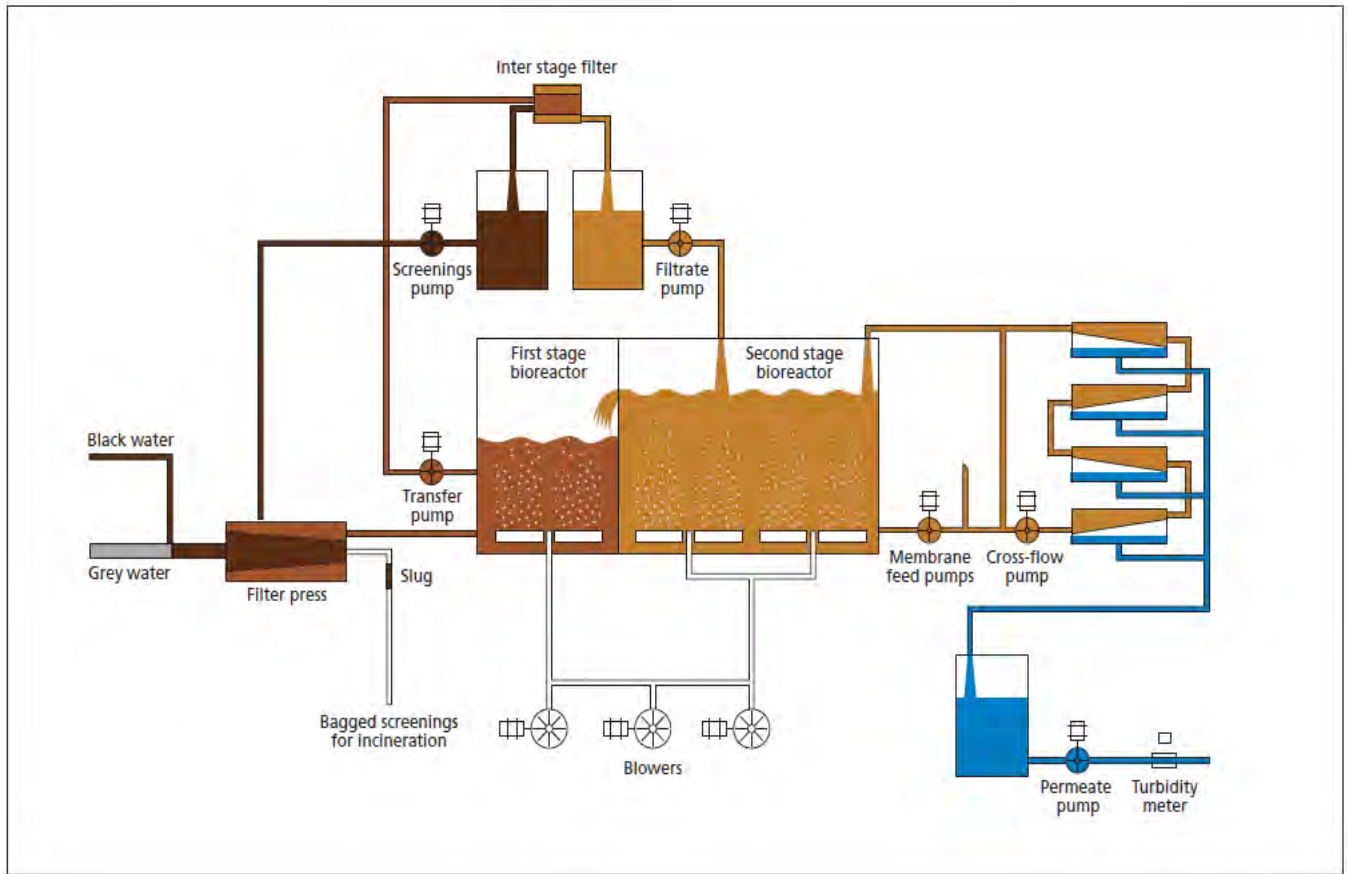 Inter stage filter
Screenings
pump
Filtrate
pump
First stage
bioreactor
Second stage
bioreactor
Black water
Transfer
pump
Grey water
Filter press
Slug
Membrane
feed pumps
Cross-flow
pump
Bagged screenings
for incineration
Blowers
Permeate
pump
Turbidity
meter